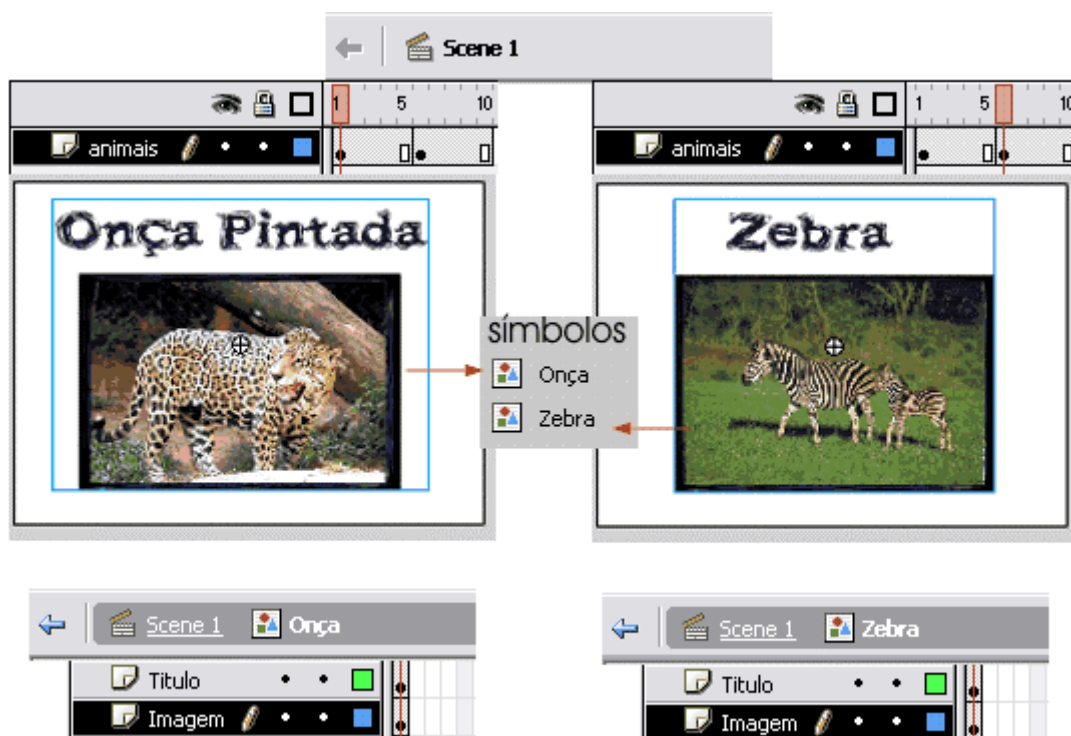 Scene 1
1 5 10
animais
1 5 10
animais
Onça Pintada
Zebra
símbolos
Onça
Zebra
Scene 1 Onça
Titulo
Imagem
Scene 1 Zebra
Titulo
Imagem